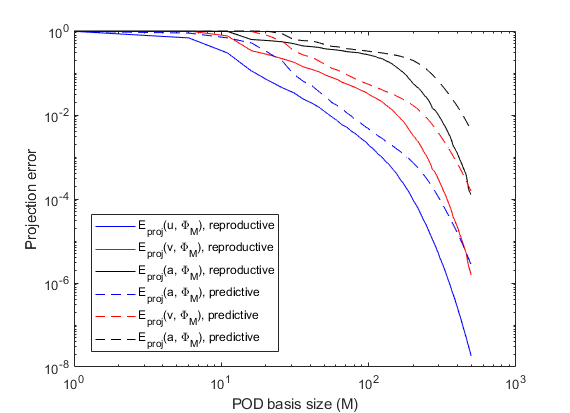 10^0
10^-2
10^-4
10^-6
10^-8
Projection error
E_proj(u, Φ_M), reproductive
E_proj(v, Φ_M), reproductive
E_proj(a, Φ_M), reproductive
E_proj(a, Φ_M), predictive
E_proj(v, Φ_M), predictive
E_proj(a, Φ_M), predictive
10^0 10^1 10^2 10^3
POD basis size (M)